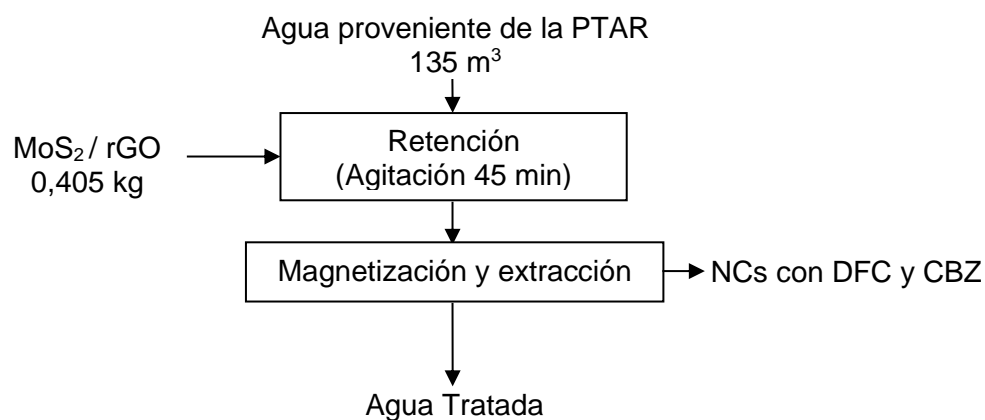 Agua proveniente de la PTAR
135 m³
MoS₂ / rGO
0,405 kg
Retención
(Agitación 45 min)
Magnetización y extracción
NCs con DFC y CBZ
Agua Tratada